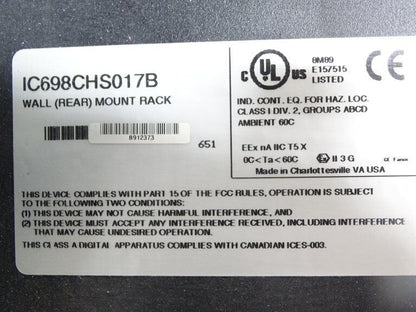 IC698CHS017B
WALL (REAR) MOUNT RACK
8912373
651
C UL US
8M89
E157515
LISTED
CE
IND. CONT. EQ. FOR HAZ. LOC.
CLASS I DIV. 2, GROUPS ABCD
AMBIENT 60C
EEx nA IIC T5 X
0C<Ta<60C Ex II 3 G
Made in Charlottesville VA USA
THIS DEVICE COMPLIES WITH PART 15 OF THE FCC RULES, OPERATION IS SUBJECT
TO THE FOLLOWING TWO CONDITIONS:
(1) THIS DEVICE MAY NOT CAUSE HARMFUL INTERFERENCE, AND
(2) THIS DEVICE MUST ACCEPT ANY INTERFERENCE RECEIVED, INCLUDING INTERFERENCE
THAT MAY CAUSE UNDESIRED OPERATION.
THIS CLASS A DIGITAL APPARATUS COMPLIES WITH CANADIAN ICES-003.